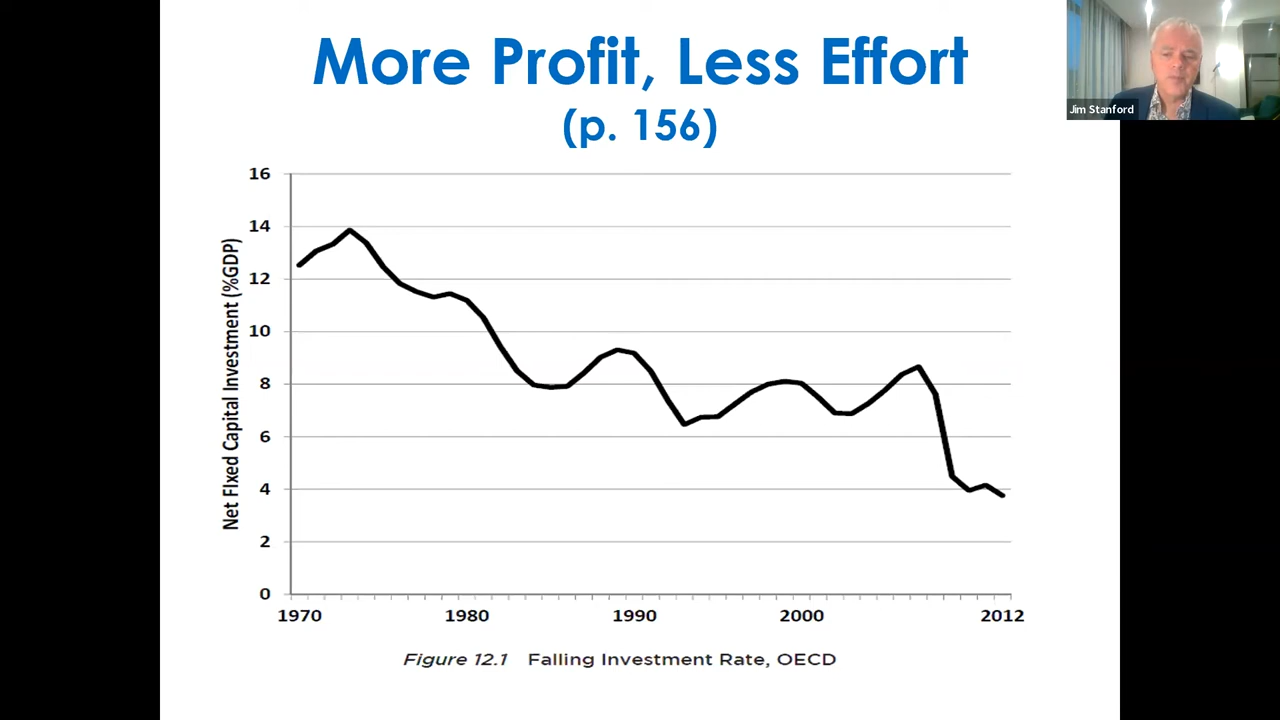 More Profit, Less Effort
(p. 156)
Jim Stanford
Net FIxed Capital Investment (%GDP)
16
14
12
10
8
6
4
2
0
1970 1980 1990 2000 2012
Figure 12.1 Falling Investment Rate, OECD